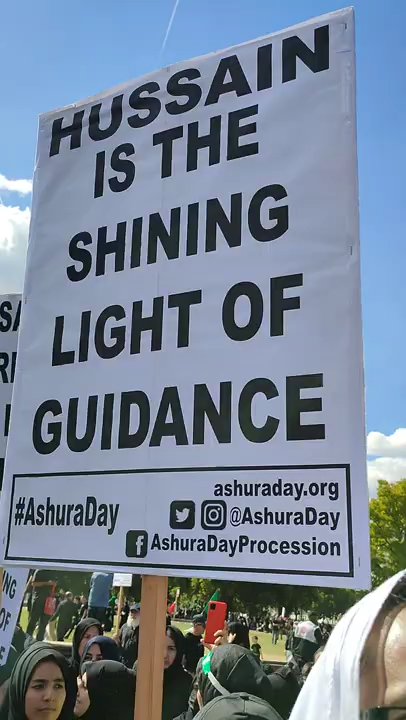 HUSSAIN
IS THE
SHINING
LIGHT OF
GUIDANCE
#AshuraDay
ashuraday.org
@AshuraDay
AshuraDayProcession